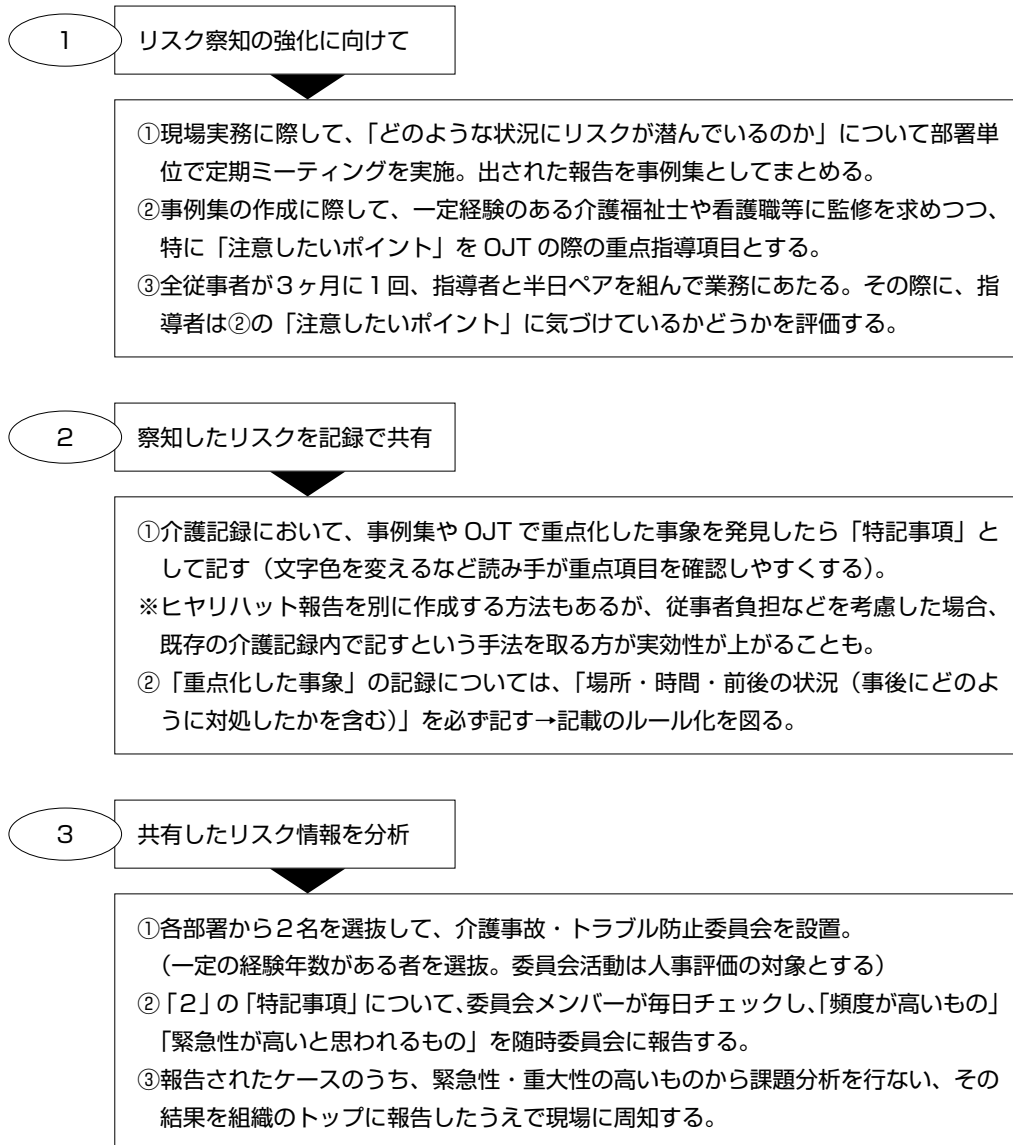 1
リスク察知の強化に向けて
①現場実務に際して、「どのような状況にリスクが潜んでいるのか」について部署単
位で定期ミーティングを実施。出された報告を事例集としてまとめる。
②事例集の作成に際して、一定経験のある介護福祉士や看護職等に監修を求めつつ、
特に「注意したいポイント」を OJT の際の重点指導項目とする。
③全従事者が３ヶ月に１回、指導者と半日ペアを組んで業務にあたる。その際に、指
導者は②の「注意したいポイント」に気づけているかどうかを評価する。
2
察知したリスクを記録で共有
①介護記録において、事例集や OJT で重点化した事象を発見したら「特記事項」と
して記す（文字色を変えるなど読み手が重点項目を確認しやすくする）。
※ヒヤリハット報告を別に作成する方法もあるが、従事者負担などを考慮した場合、
既存の介護記録内で記すという手法を取る方が実効性が上がることも。
②「重点化した事象」の記録については、「場所・時間・前後の状況（事後にどのよ
うに対処したかを含む）」を必ず記す→記載のルール化を図る。
3
共有したリスク情報を分析
①各部署から２名を選抜して、介護事故・トラブル防止委員会を設置。
（一定の経験年数がある者を選抜。委員会活動は人事評価の対象とする）
②「２」の「特記事項」について、委員会メンバーが毎日チェックし、「頻度が高いもの」
「緊急性が高いと思われるもの」を随時委員会に報告する。
③報告されたケースのうち、緊急性・重大性の高いものから課題分析を行ない、その
結果を組織のトップに報告したうえで現場に周知する。